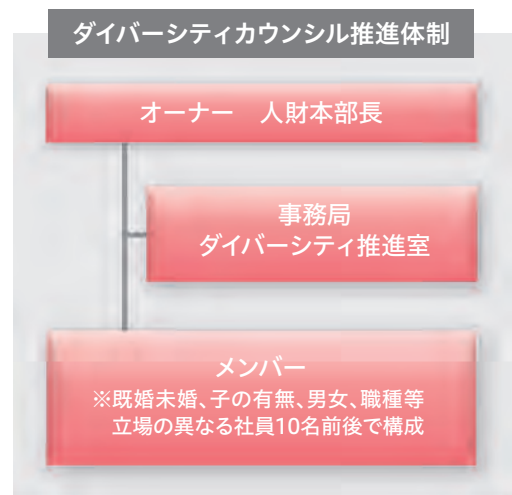 ダイバーシティカウンシル推進体制
オーナー　人財本部長
事務局
ダイバーシティ推進室
メンバー
※既婚未婚、子の有無、男女、職種等
立場の異なる社員10名前後で構成